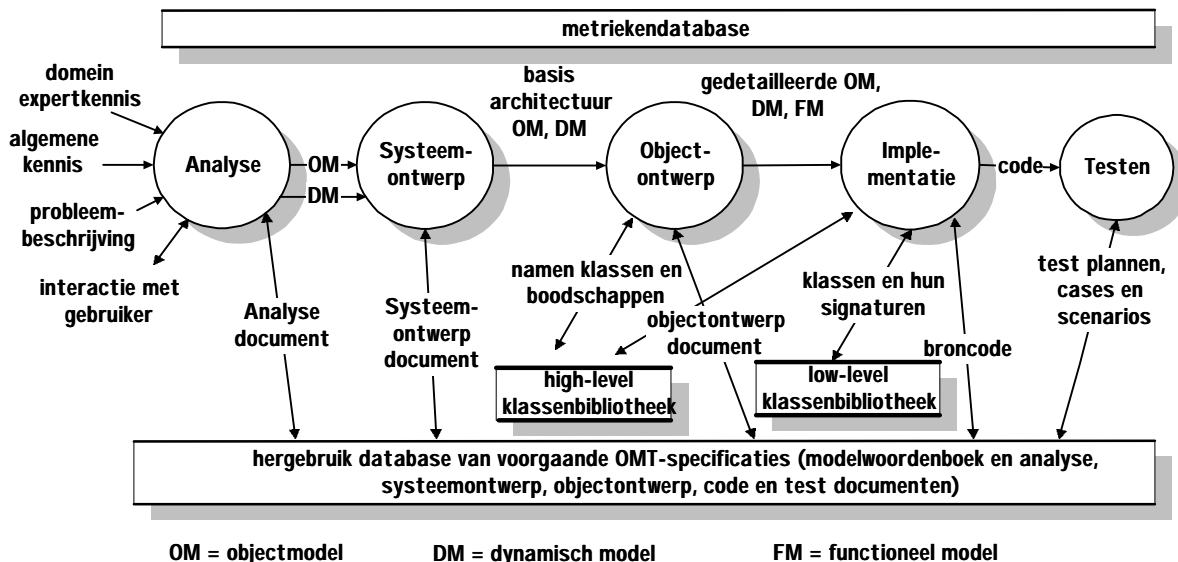 metriekendatabase
domein
expertkennis
algemene
kennis
probleem-
beschrijving
interactie met
gebruiker
Analyse
OM
DM
Systeem-
ontwerp
basis
architectuur
OM, DM
Object-
ontwerp
gedetailleerde OM,
DM, FM
Imple-
mentatie
code
Testen
Analyse
document
Systeem-
ontwerp
document
namen klassen en
boodschappen
objectontwerp
document
klassen en hun
signaturen
broncode
test plannen,
cases en
scenarios
high-level
klassenbibliotheek
low-level
klassenbibliotheek
hergebruik database van voorgaande OMT-specificaties (modelwoordenboek en analyse,
systeemontwerp, objectontwerp, code en test documenten)
OM = objectmodel
DM = dynamisch model
FM = functioneel model